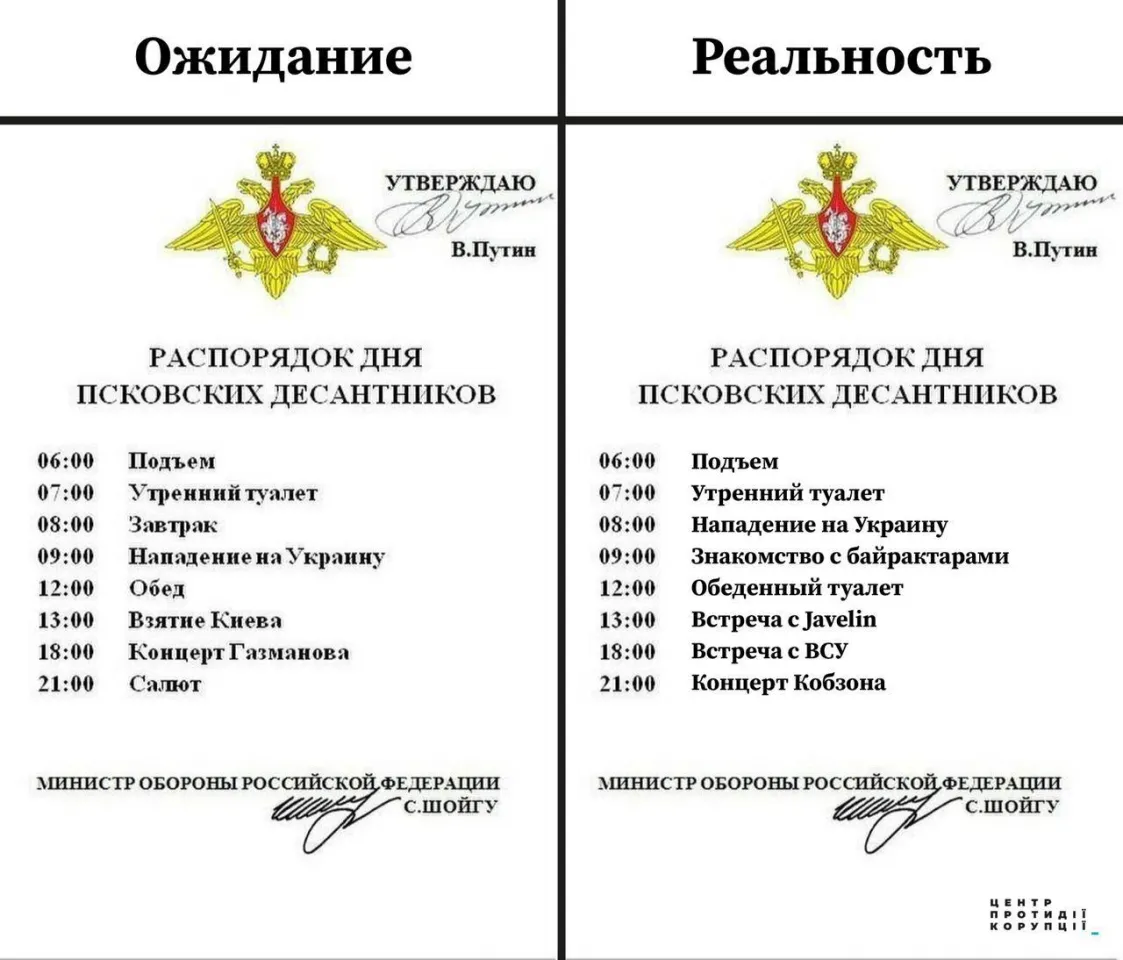 Ожидание
УТВЕРЖДАЮ
В.Путин
РАСПОРЯДОК ДНЯ
ПСКОВСКИХ ДЕСАНТНИКОВ
06:00 Подъем
07:00 Утренний туалет
08:00 Завтрак
09:00 Нападение на Украину
12:00 Обед
13:00 Взятие Киева
18:00 Концерт Газманова
21:00 Салют
МИНИСТР ОБОРОНЫ РОССИЙСКОЙ ФЕДЕРАЦИИ
С.ШОЙГУ
Реальность
УТВЕРЖДАЮ
В.Путин
РАСПОРЯДОК ДНЯ
ПСКОВСКИХ ДЕСАНТНИКОВ
06:00 Подъем
07:00 Утренний туалет
08:00 Нападение на Украину
09:00 Знакомство с байрактарами
12:00 Обеденный туалет
13:00 Встреча с Javelin
18:00 Встреча с ВСУ
21:00 Концерт Кобзона
МИНИСТР ОБОРОНЫ РОССИЙСКОЙ ФЕДЕРАЦИИ
С.ШОЙГУ
ЦЕНТР
ПРОТИДІЇ
КОРУПЦІЇ_